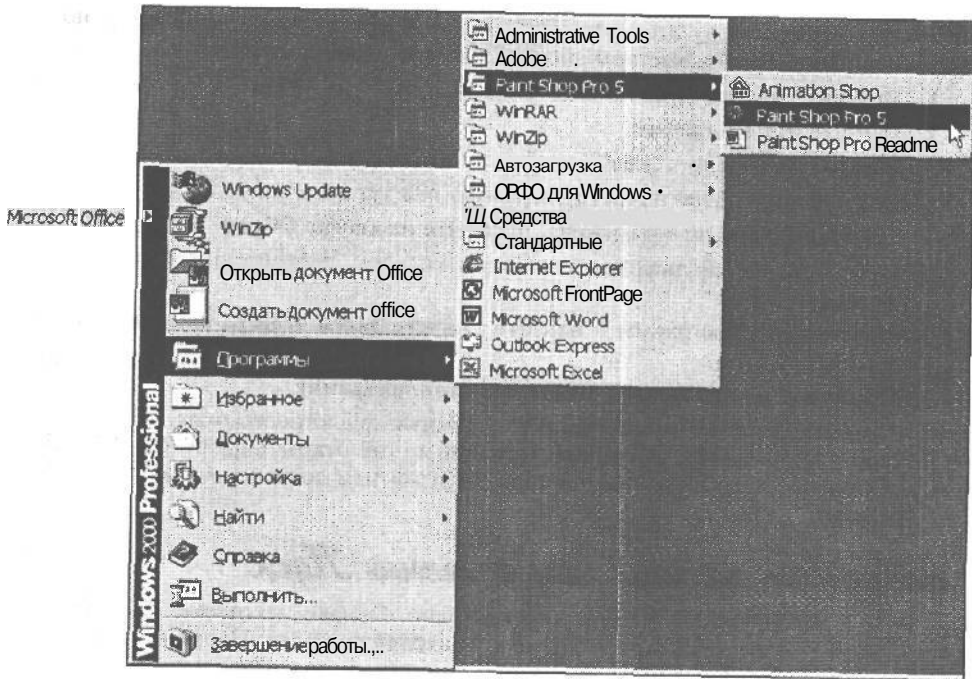 Microsoft Office
Windows 2000 Professional
Windows Update
WinZip
Открыть документ Office
Создать документ office
Программы
Избранное
Документы
Настройка
Найти
Справка
Выполнить...
Завершение работы.,..
Administrative Tools
Adobe
Paint Shop Pro 5
WinRAR
WinZip
Автозагрузка
ОРФО для Windows
'Щ Средства
Стандартные
Internet Explorer
Microsoft FrontPage
Microsoft Word
Outlook Express
Microsoft Excel
Animation Shop
Paint Shop Pro 5
Paint Shop Pro Readme